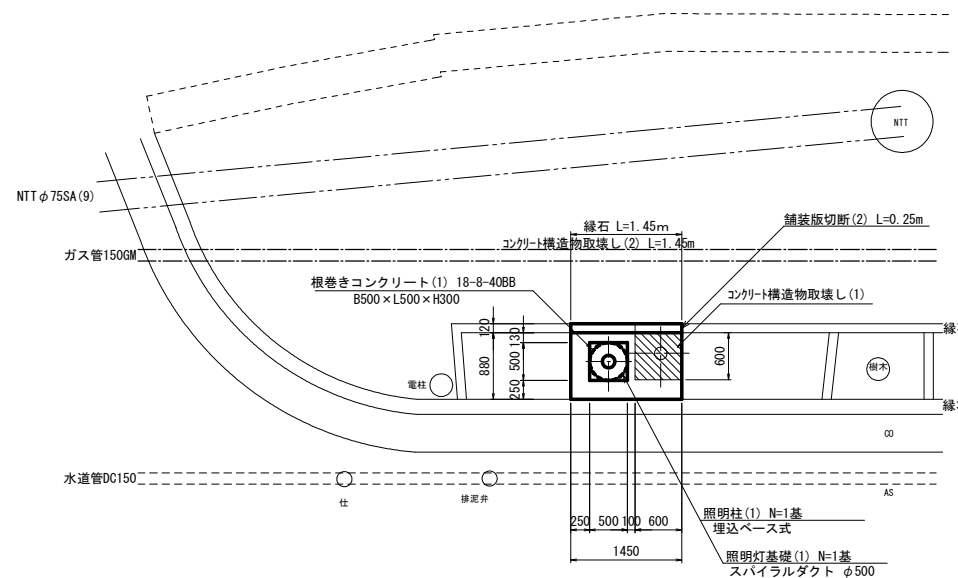 NTT
NTTφ75SA(9)
縁石 L=1.45m
舗装版切断(2) L=0.25m
コンクリート構造物取壊し(2) L=1.45m
ガス管150GM
根巻きコンクリート(1) 18-8-40BB
B500×L500×H300
コンクリート構造物取壊し(1)
120
130
880
500
250
600
電柱
樹木
CO
水道管DC150
仕
排泥弁
AS
250
500
100
600
1450
照明柱(1) N=1基
埋込ベース式
照明灯基礎(1) N=1基
スパイラルダクト φ500